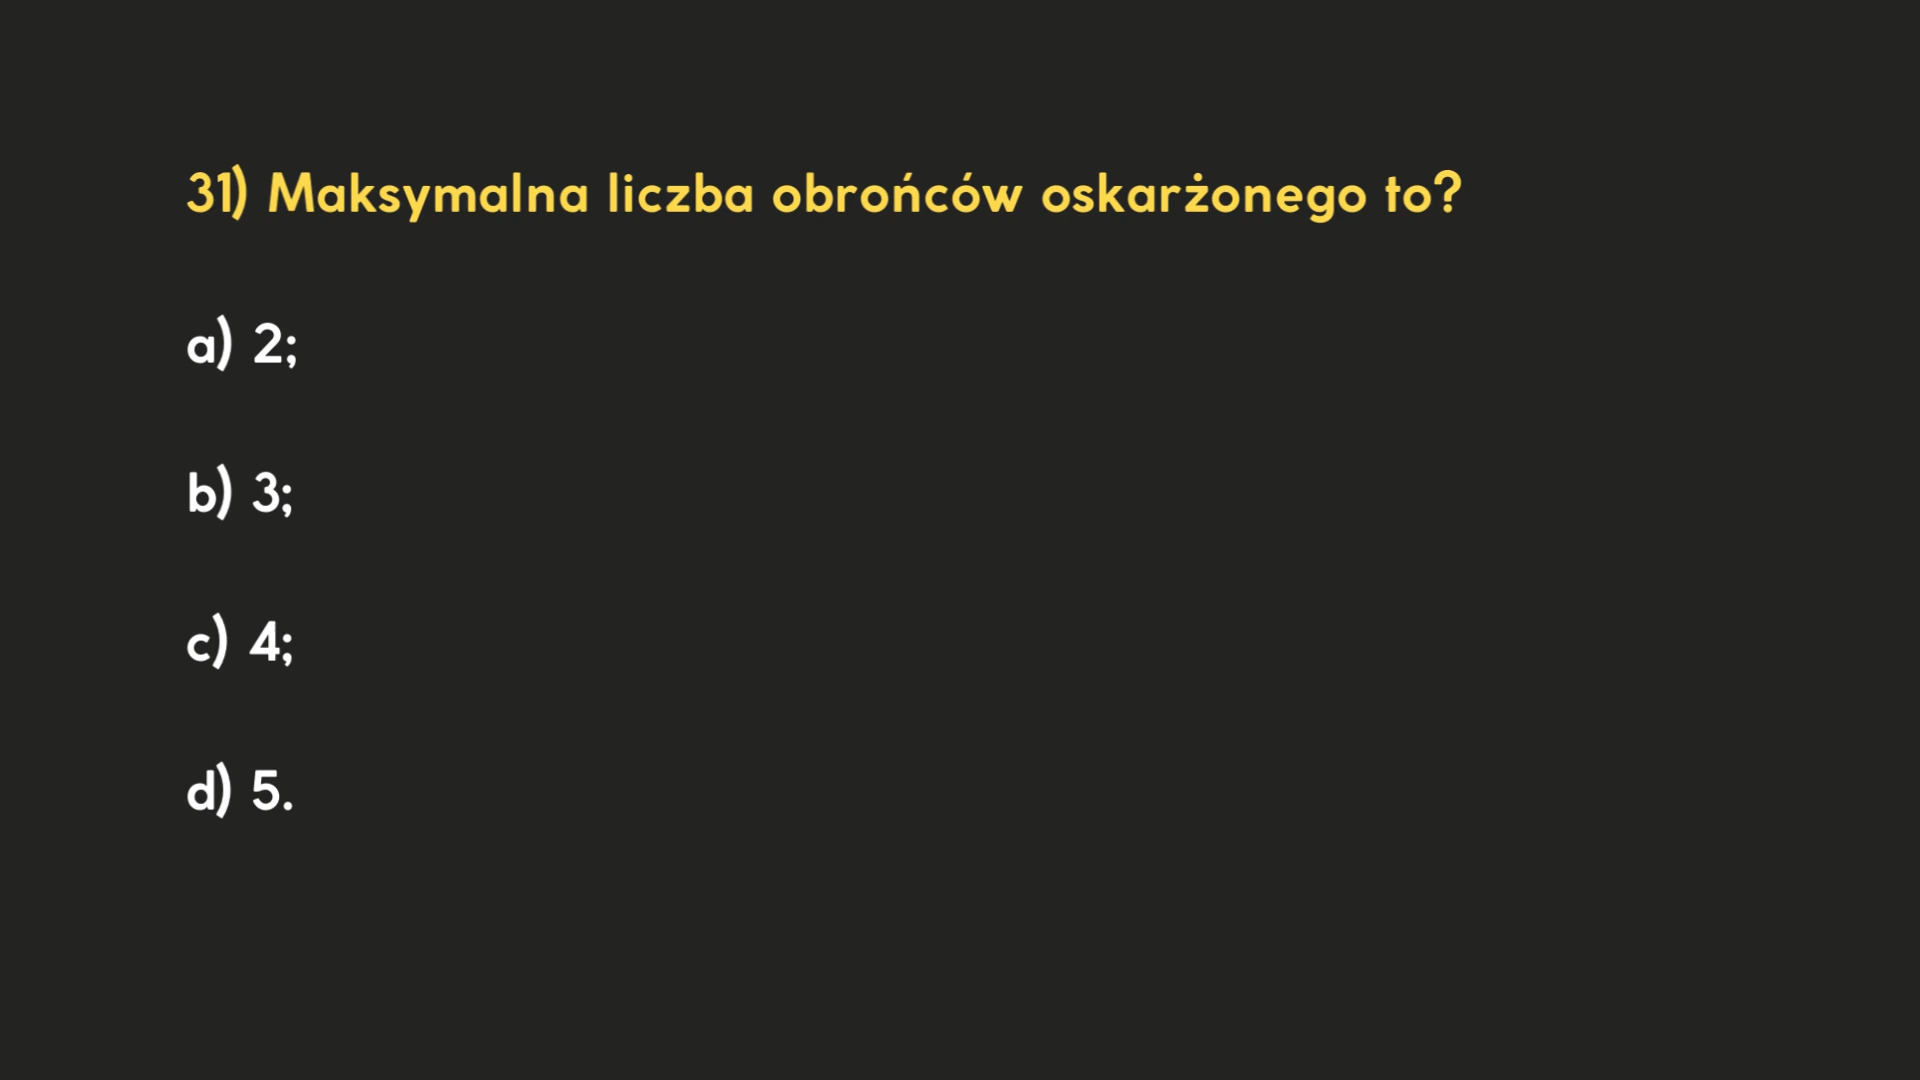 31) Maksymalna liczba obrońców oskarżonego to?
a) 2;
b) 3;
c) 4;
d) 5.